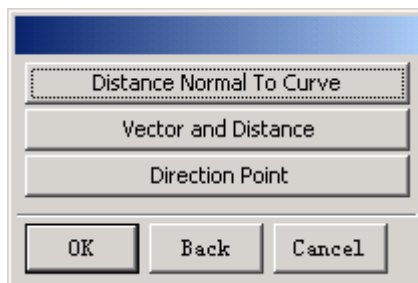 Distance Normal To Curve
Vector and Distance
Direction Point
OK Back Cancel